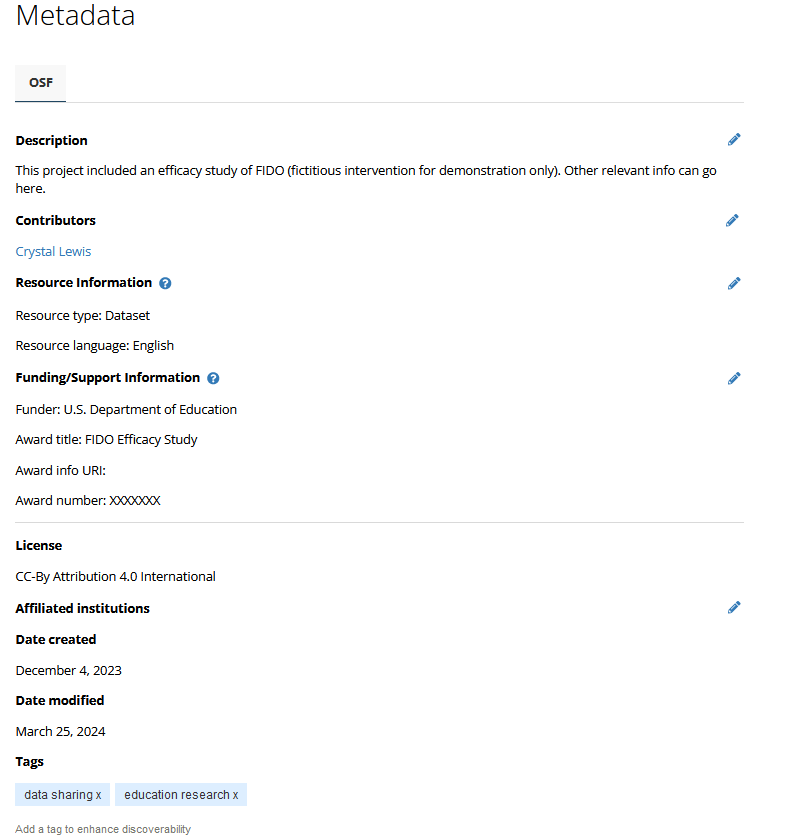 Metadata
OSF
Description
This project included an efficacy study of FIDO (fictitious intervention for demonstration only). Other relevant info can go
here.
Contributors
Crystal Lewis
Resource Information ?
Resource type: Dataset
Resource language: English
Funding/Support Information ?
Funder: U.S. Department of Education
Award title: FIDO Efficacy Study
Award info URI:
Award number: XXXXXXX
License
CC-By Attribution 4.0 International
Affiliated institutions
Date created
December 4, 2023
Date modified
March 25, 2024
Tags
data sharing x education research x
Add a tag to enhance discoverability